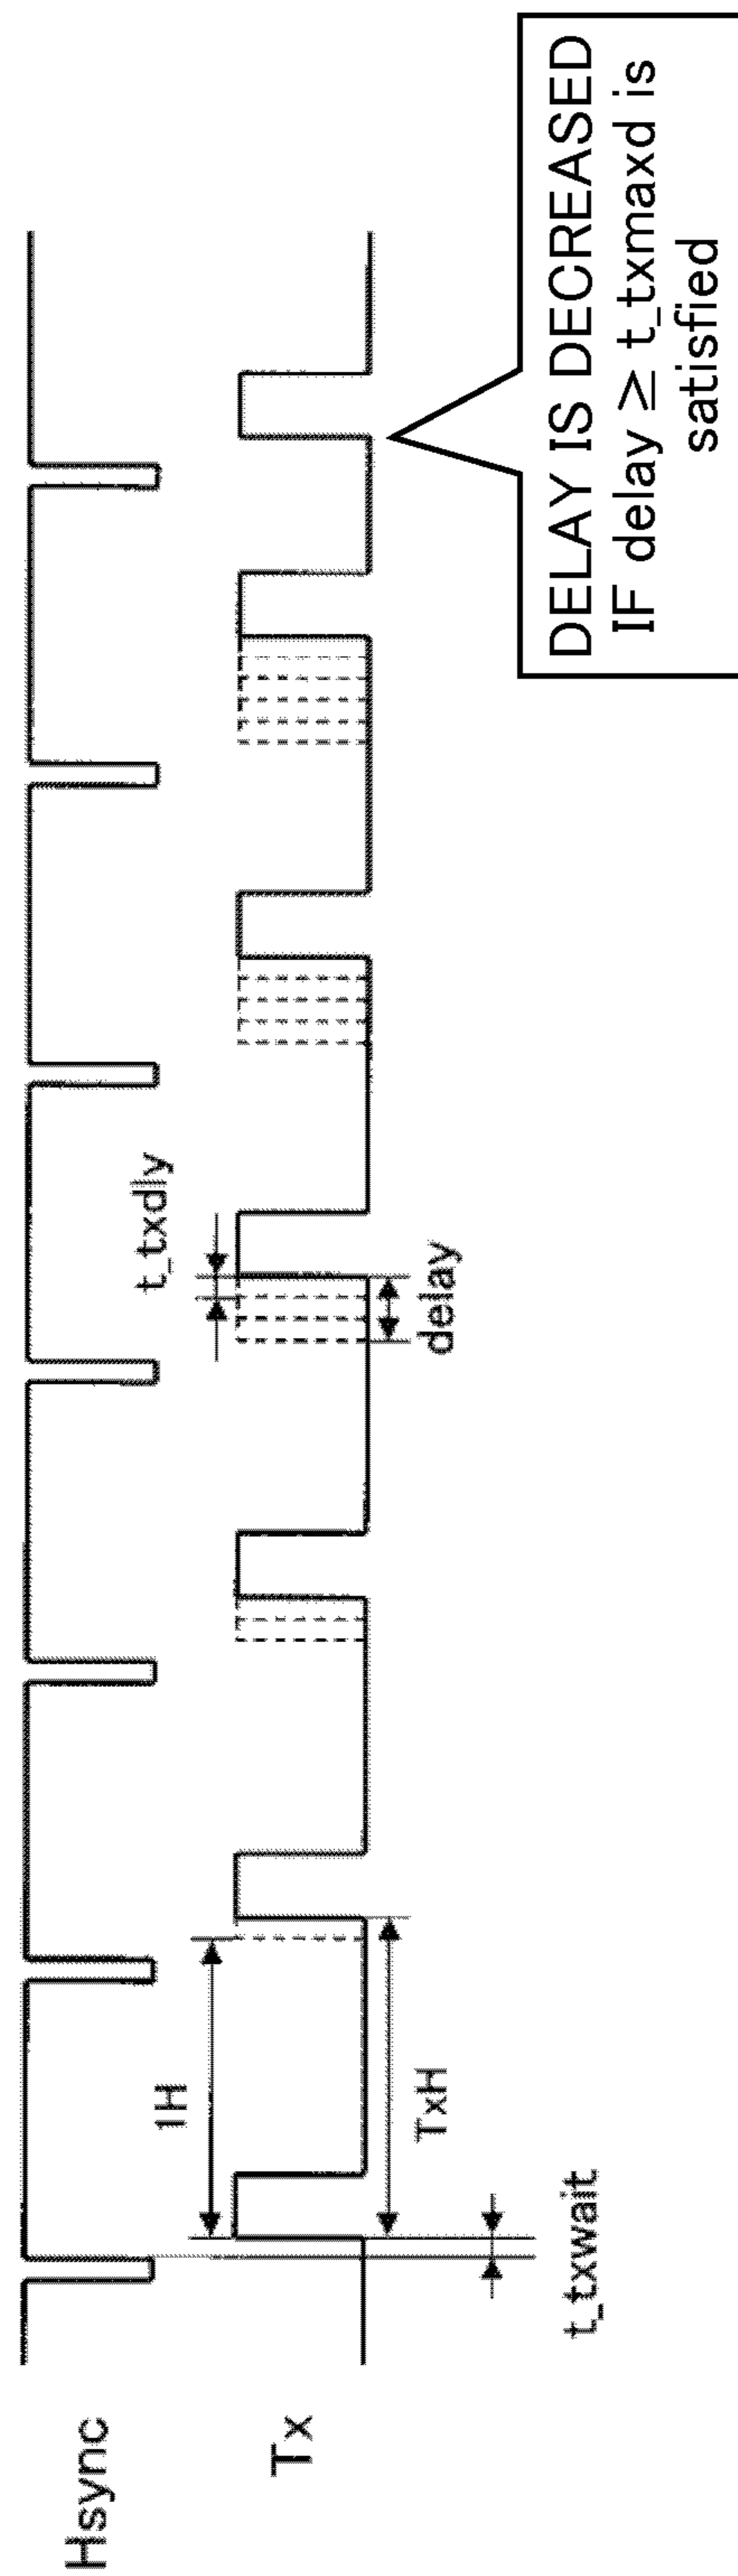 Hsync
Tx
1H
TxH
t_txwait
t_txdly
delay
DELAY IS DECREASED
IF delay ≥ t_txmaxd is
satisfied